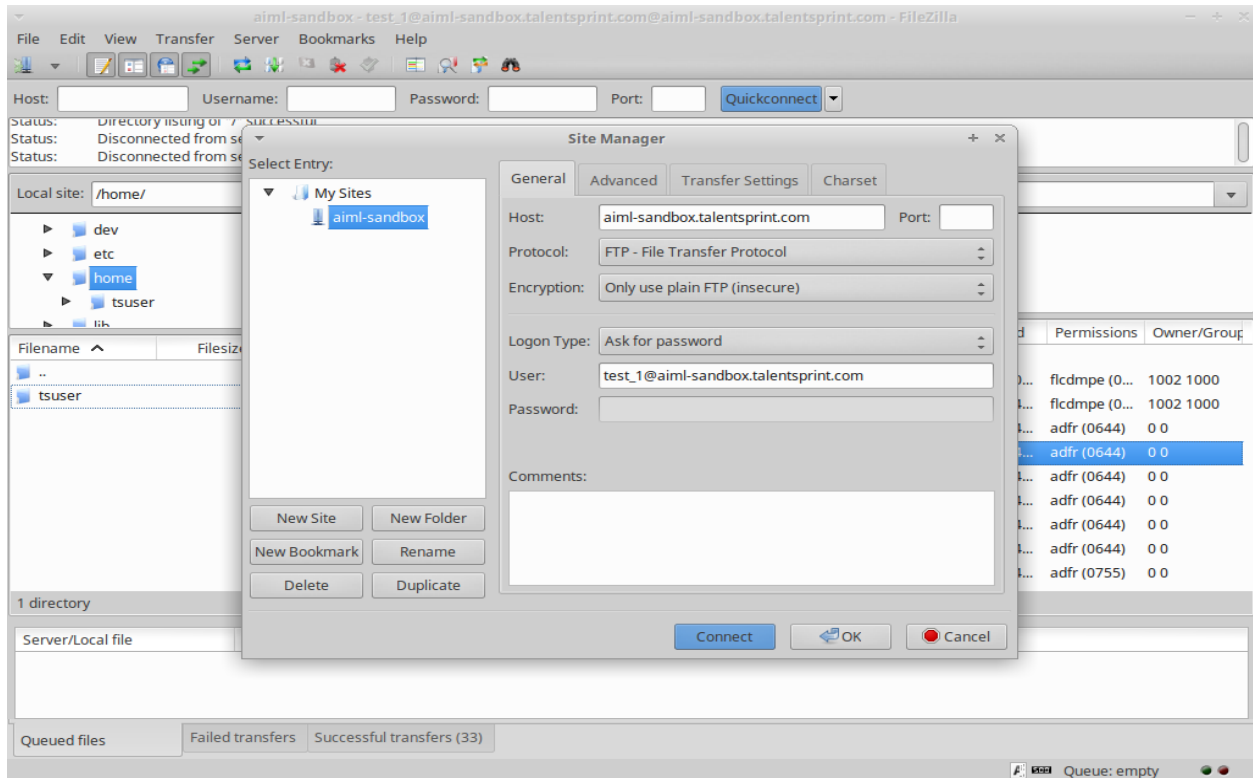 aiml-sandbox - test_1@aiml-sandbox.talentsprint.com@aiml-sandbox.talentsprint.com - FileZilla
File Edit View Transfer Server Bookmarks Help
Host: Username: Password: Port: Quickconnect
Status: Directory listing of "/" successful
Status: Disconnected from se
Status: Disconnected from se
Local site: /home/
dev
etc
home
tsuser
lib
Filename Filesize
..
tsuser
1 directory
Site Manager
Select Entry:
My Sites
aiml-sandbox
New Site New Folder
New Bookmark Rename
Delete Duplicate
General Advanced Transfer Settings Charset
Host: aiml-sandbox.talentsprint.com Port:
Protocol: FTP - File Transfer Protocol
Encryption: Only use plain FTP (insecure)
Logon Type: Ask for password
User: test_1@aiml-sandbox.talentsprint.com
Password:
Comments:
Connect OK Cancel
d Permissions Owner/Group
flcdmpe (0... 1002 1000
flcdmpe (0... 1002 1000
adfr (0644) 0 0
adfr (0644) 0 0
adfr (0644) 0 0
adfr (0644) 0 0
adfr (0644) 0 0
adfr (0644) 0 0
adfr (0755) 0 0
Server/Local file
Queued files Failed transfers Successful transfers (33)
Queue: empty